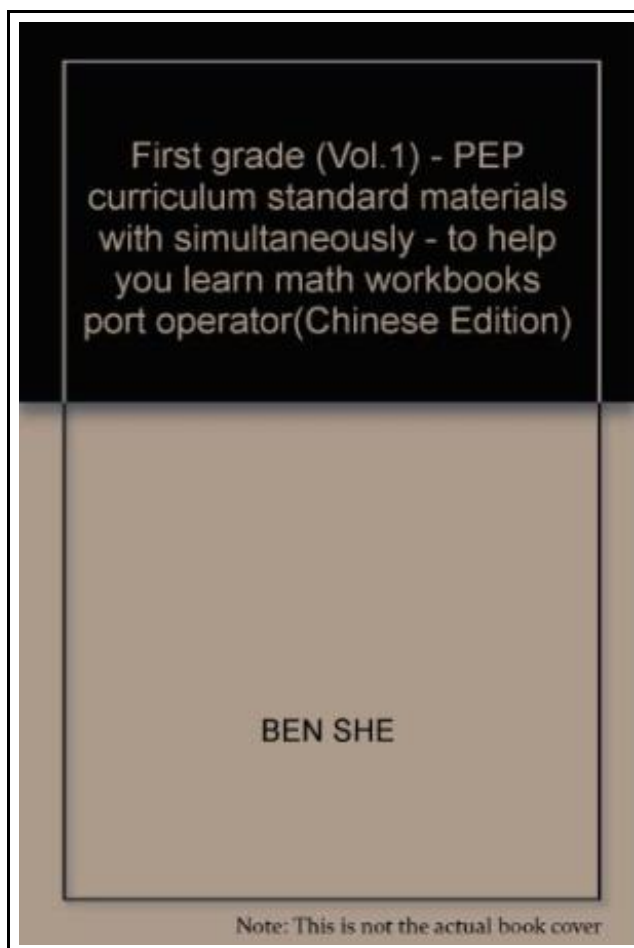 First grade (Vol.1) - PEP
curriculum standard materials
with simultaneously - to help
you learn math workbooks
port operator(Chinese Edition)
BEN SHE
Note: This is not the actual book cover